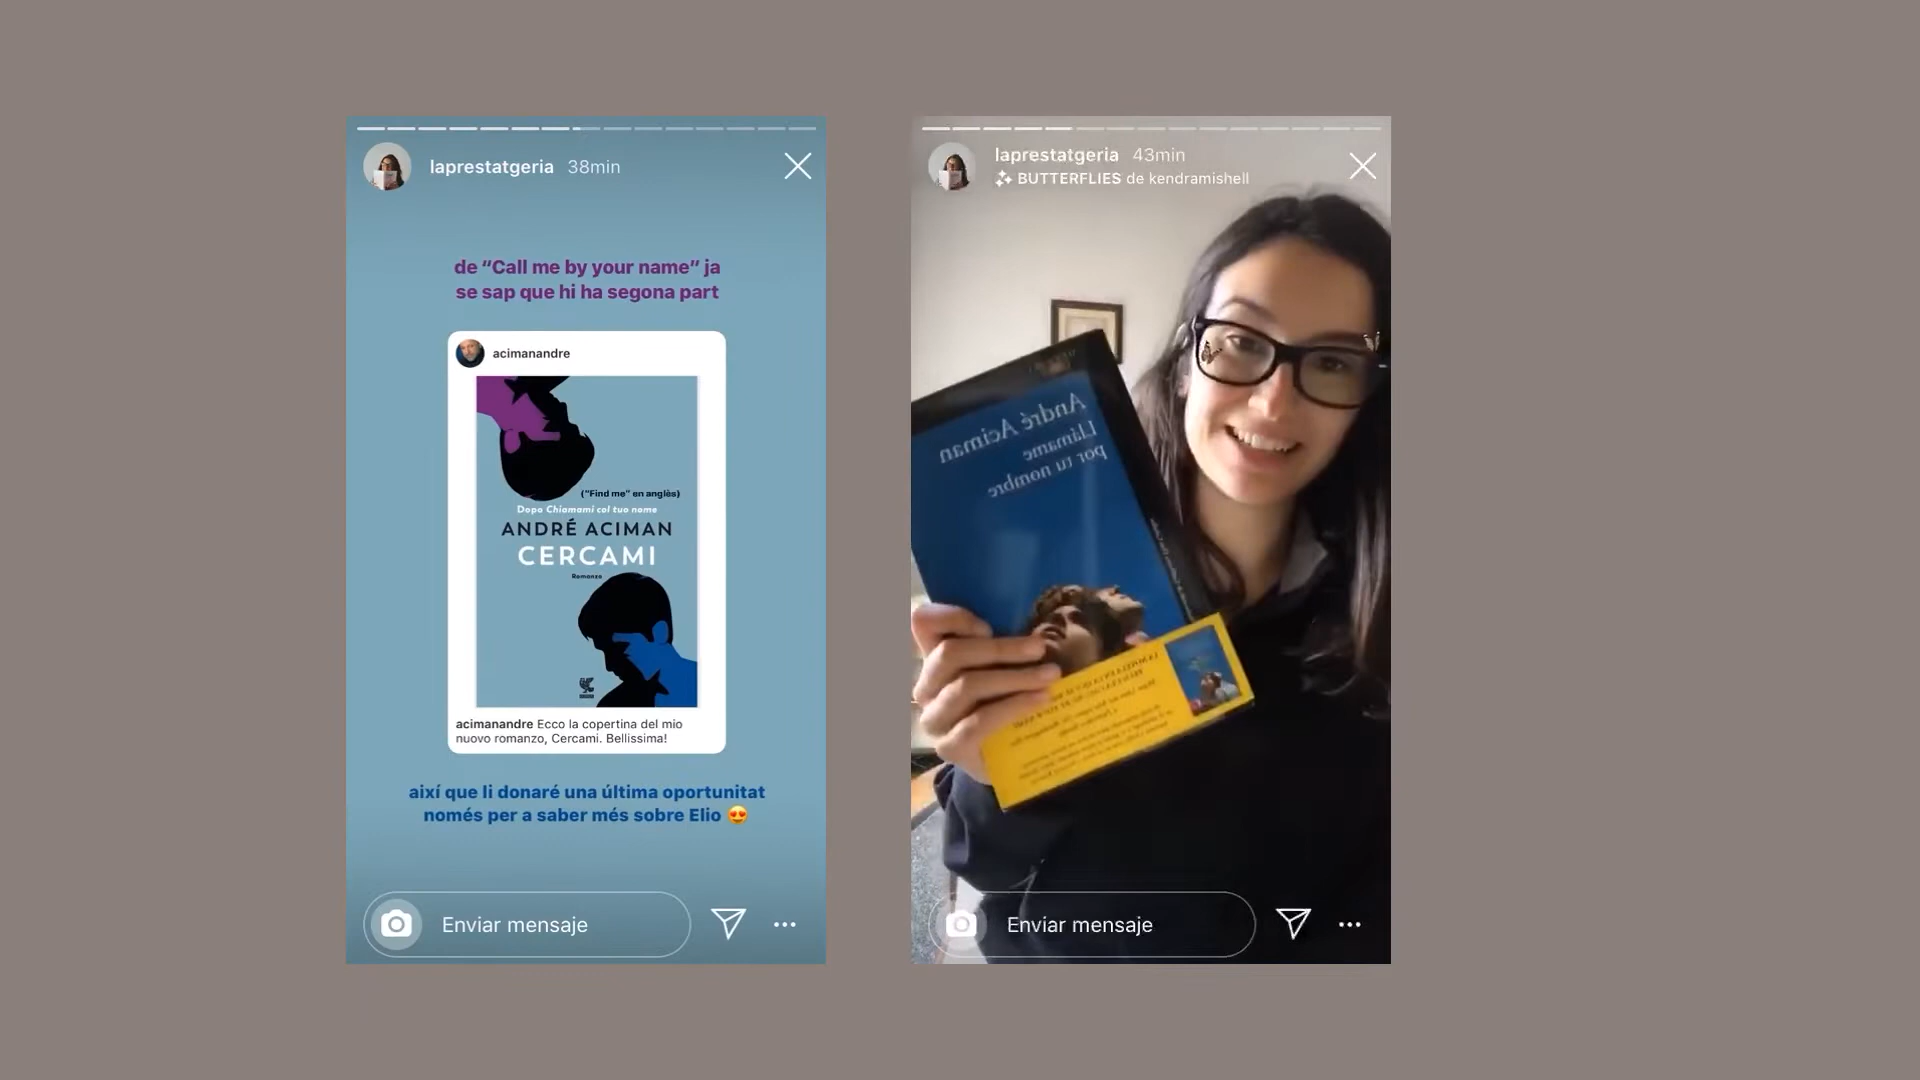 laprestatgeria 38min
de “Call me by your name” ja
se sap que hi ha segona part
acimanandre
("Find me" en anglès)
Dopo Chiamami col tuo nome
ANDRÉ ACIMAN
CERCAMI
Romanzo
acimanandre Ecco la copertina del mio
nuovo romanzo, Cercami. Bellissima!
així que li donaré una última oportunitat
només per a saber més sobre Elio 😍
Enviar mensaje
laprestatgeria 43min
BUTTERFLIES de kendramishell
André Aciman
Llámame
por tu nombre
Enviar mensaje